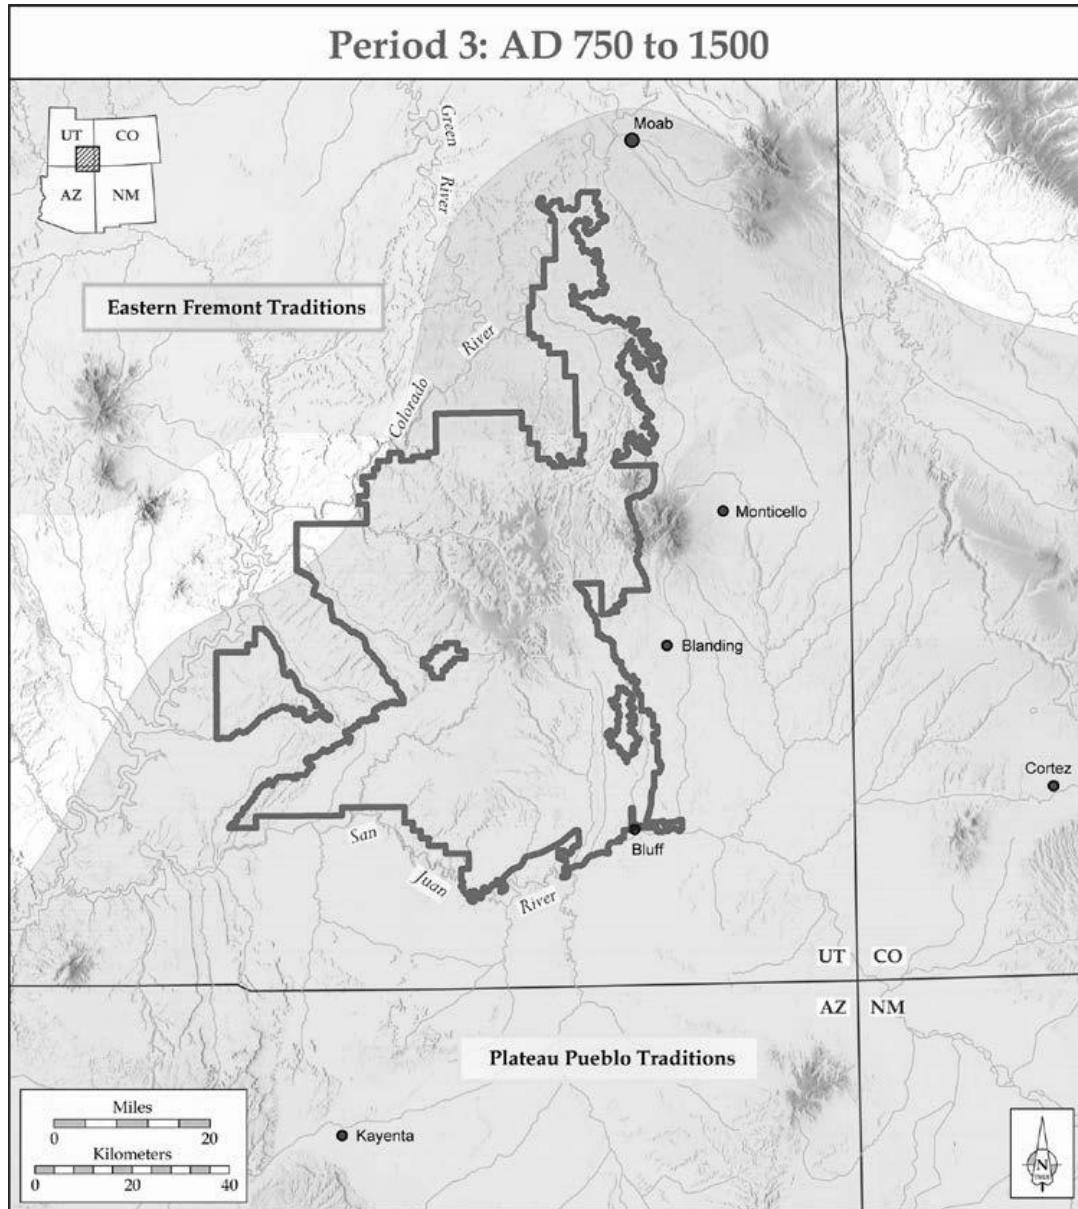 Period 3: AD 750 to 1500
UT
CO
AZ
NM
Green
River
Moab
Eastern Fremont Traditions
Colorado
River
Monticello
Blanding
Cortez
San
Juan
River
Bluff
UT
CO
AZ
NM
Plateau Pueblo Traditions
Miles
0
20
Kilometers
0
20
40
Kayenta
N